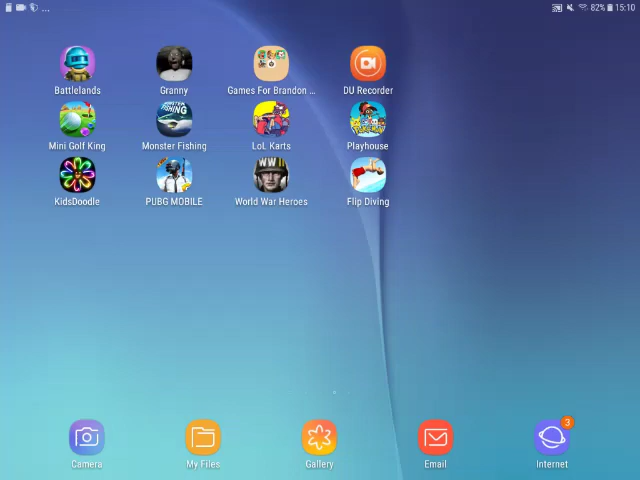 ... 82% 15:10
Battlelands Granny Games For Brandon ... DU Recorder
Mini Golf King Monster Fishing LoL Karts Playhouse
KidsDoodle PUBG MOBILE World War Heroes Flip Diving
3
Camera My Files Gallery Email Internet